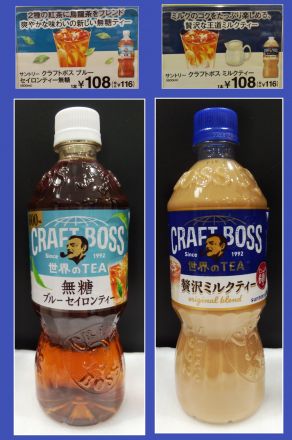 2種の紅茶に烏龍茶をブレンド
爽やかな味わいの新しい無糖ティー
サントリー クラフトボス ブルー
セイロンティー無糖
¥108
¥116
ミルクのコクをたっぷり楽しめる。
贅沢な王道ミルクティー
サントリー クラフトボス ミルクティー
¥108
¥116
CRAFT BOSS
SINCE 1992
世界のTEA
無糖
ブルーセイロンティー
BOSS
CRAFT BOSS
SINCE 1992
世界のTEA
贅沢ミルクティー
original blend